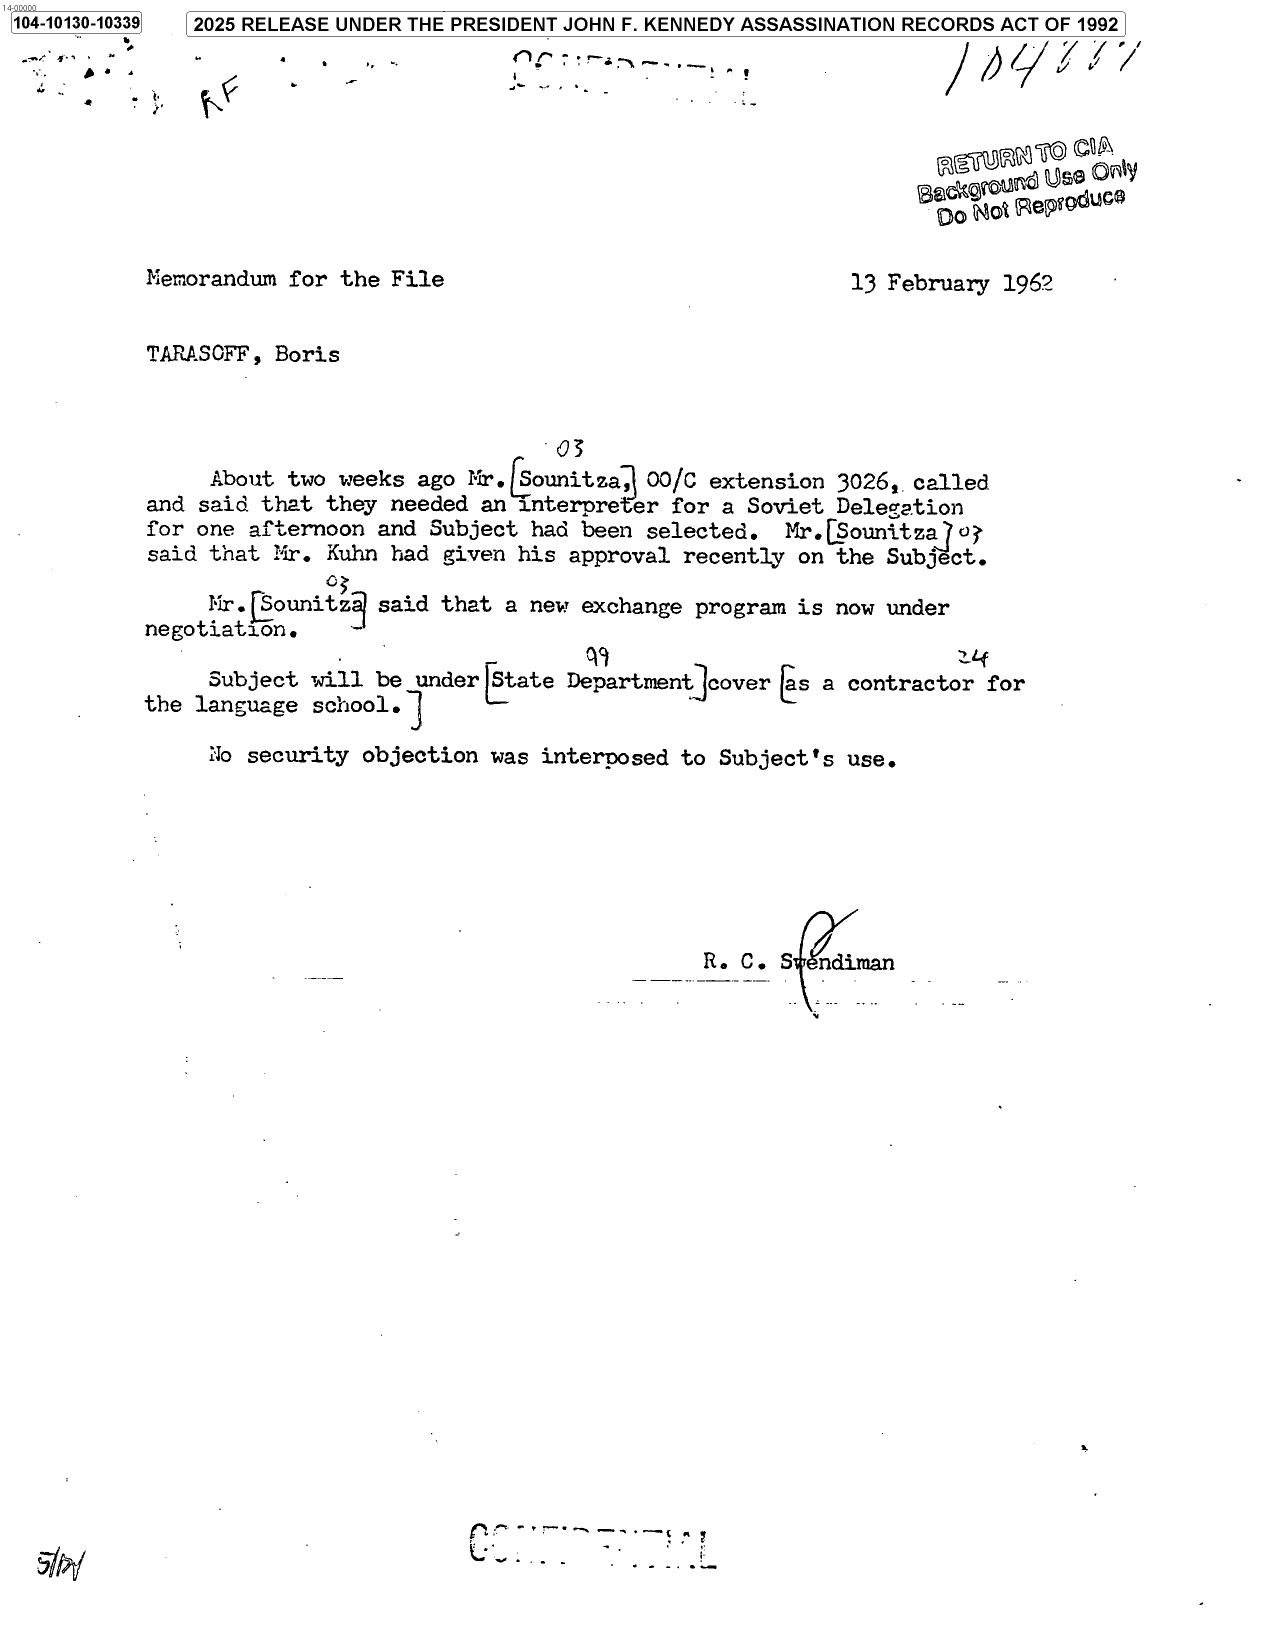 14-00000
104-10130-10339
2025 RELEASE UNDER THE PRESIDENT JOHN F. KENNEDY ASSASSINATION RECORDS ACT OF 1992
RF
CONFIDENTIAL
RETURN TO CIA
Background Use Only
Do Not Reproduce
Memorandum for the File 13 February 1962
TARASOFF, Boris
03
About two weeks ago Mr. [Sounitza,] OO/C extension 3026, called
and said that they needed an interpreter for a Soviet Delegation
for one afternoon and Subject had been selected. Mr. [Sounitza] 03
said that Mr. Kuhn had given his approval recently on the Subject.
03
Mr. [Sounitza] said that a new exchange program is now under
negotiation.
99 24
Subject will be under [State Department] cover [as a contractor for
the language school.]
No security objection was interposed to Subject's use.
R. C. Swendiman
CONFIDENTIAL